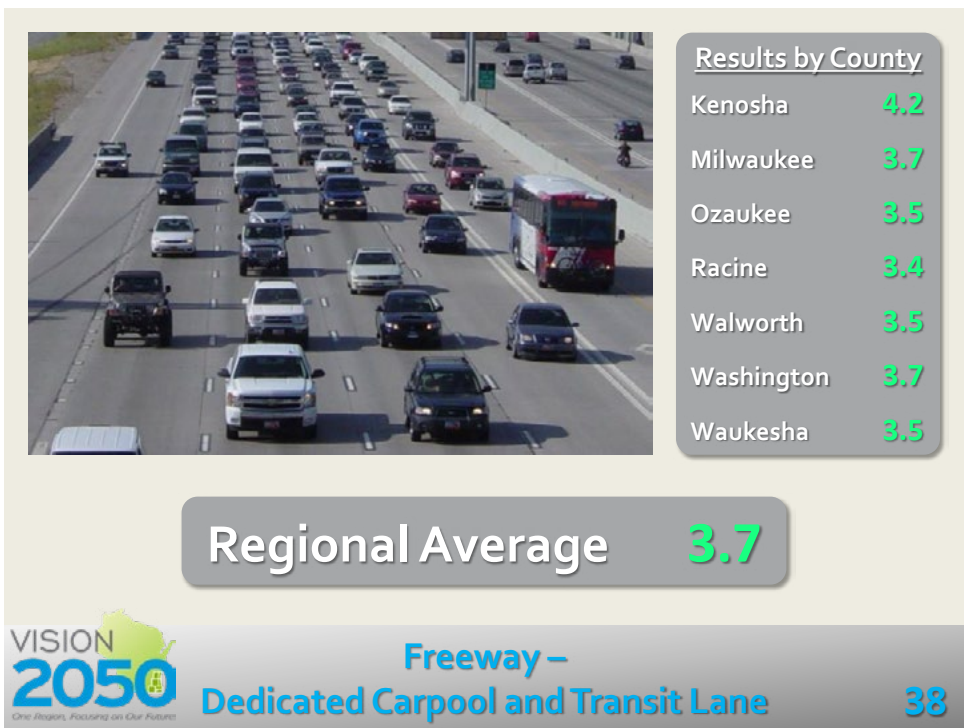 Results by County
Kenosha 4.2
Milwaukee 3.7
Ozaukee 3.5
Racine 3.4
Walworth 3.5
Washington 3.7
Waukesha 3.5
Regional Average 3.7
VISION
2050
One Region, Focusing on Our Future
Freeway –
Dedicated Carpool and Transit Lane
38